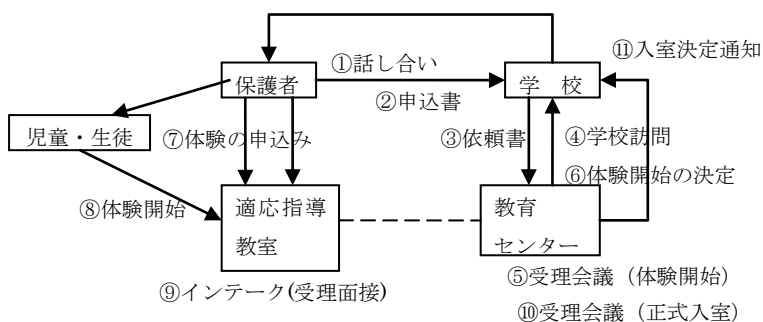 ⑪入室決定通知
①話し合い
保護者
学　校
②申込書
児童・生徒
⑦体験の申込み
③依頼書
④学校訪問
⑥体験開始の決定
⑧体験開始
適応指導
教室
教育
センター
⑤受理会議（体験開始）
⑨インテーク(受理面接)
⑩受理会議（正式入室）